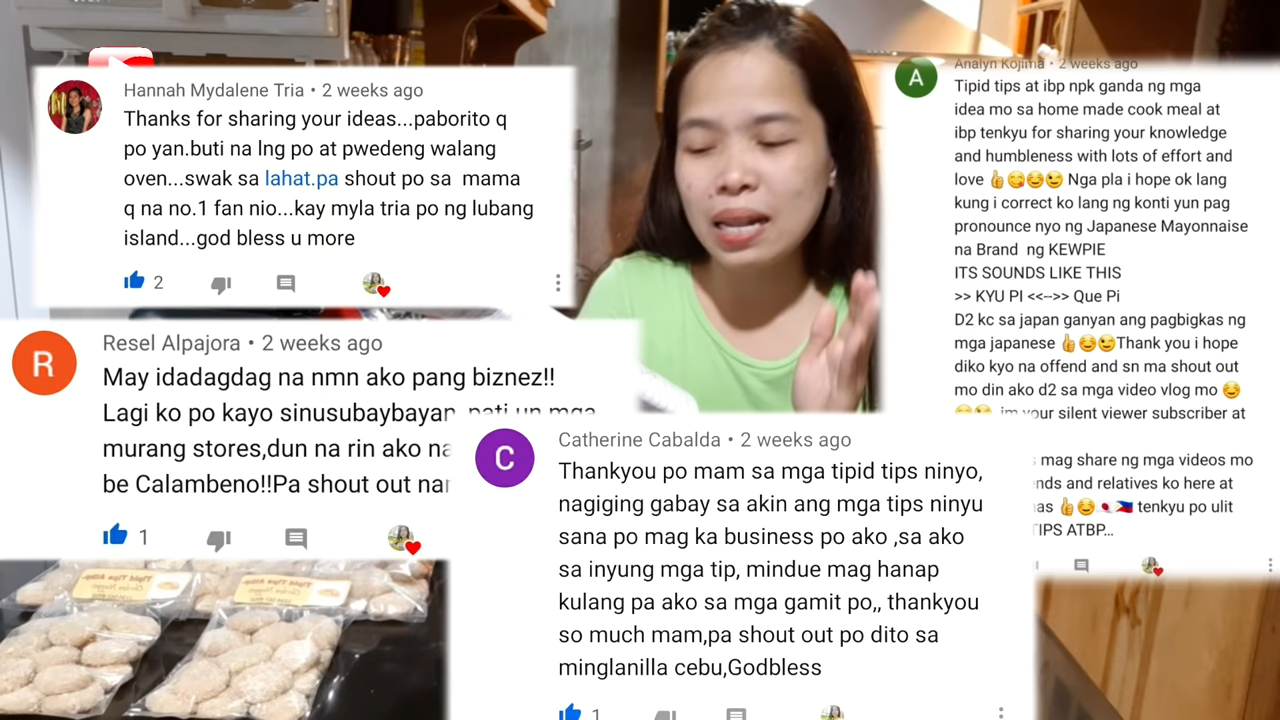 Hannah Mydalene Tria • 2 weeks ago
Thanks for sharing your ideas...paborito q
po yan.buti na lng po at pwedeng walang
oven...swak sa lahat.pa shout po sa mama
q na no.1 fan nio...kay myla tria po ng lubang
island...god bless u more
2
R
Resel Alpajora • 2 weeks ago
May idadagdag na nmn ako pang biznez!!
Lagi ko po kayo sinusubaybayan, pati un mga
murang stores,dun na rin ako
be Calambeno!!Pa shout out
1
C
Catherine Cabalda • 2 weeks ago
Thankyou po mam sa mga tipid tips ninyo,
nagiging gabay sa akin ang mga tips ninyu
sana po mag ka business po ako ,sa ako
sa inyung mga tip, mindue mag hanap
kulang pa ako sa mga gamit po,, thankyou
so much mam,pa shout out po dito sa
minglanilla cebu,Godbless
1
A
Analyn Kojima • 2 weeks ago
Tipid tips at ibp npk ganda ng mga
idea mo sa home made cook meal at
ibp tenkyu for sharing your knowledge
and humbleness with lots of effort and
love 👍😋☺️😉 Nga pla i hope ok lang
kung i correct ko lang ng konti yun pag
pronounce nyo ng Japanese Mayonnaise
na Brand ng KEWPIE
ITS SOUNDS LIKE THIS
>> KYU PI <<-->> Que Pi
D2 kc sa japan ganyan ang pagbigkas ng
mga japanese 👍☺️😉Thank you i hope
diko kyo na offend and sn ma shout out
mo din ako d2 sa mga video vlog mo ☺️
☺️😉 im your silent viewer subscriber at
mag share ng mga videos mo
and relatives ko here at
👍☺️🇯🇵🇵🇭 tenkyu po ulit
TIPS ATBP...
Tipid Tips Atbp.
Tipid Tips Atbp.